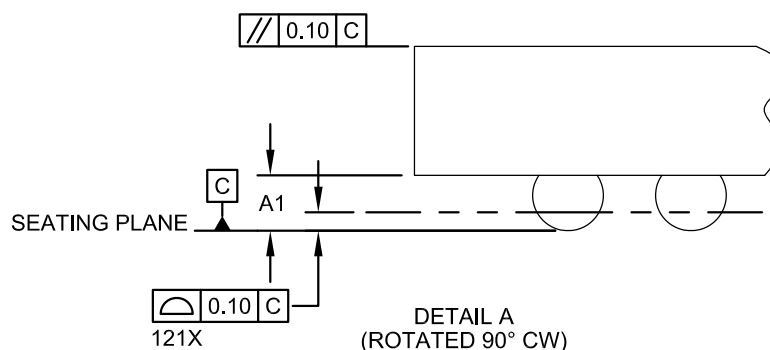 // 0.10 C
C
A1
SEATING PLANE
⌓ 0.10 C
121X
DETAIL A
(ROTATED 90° CW)